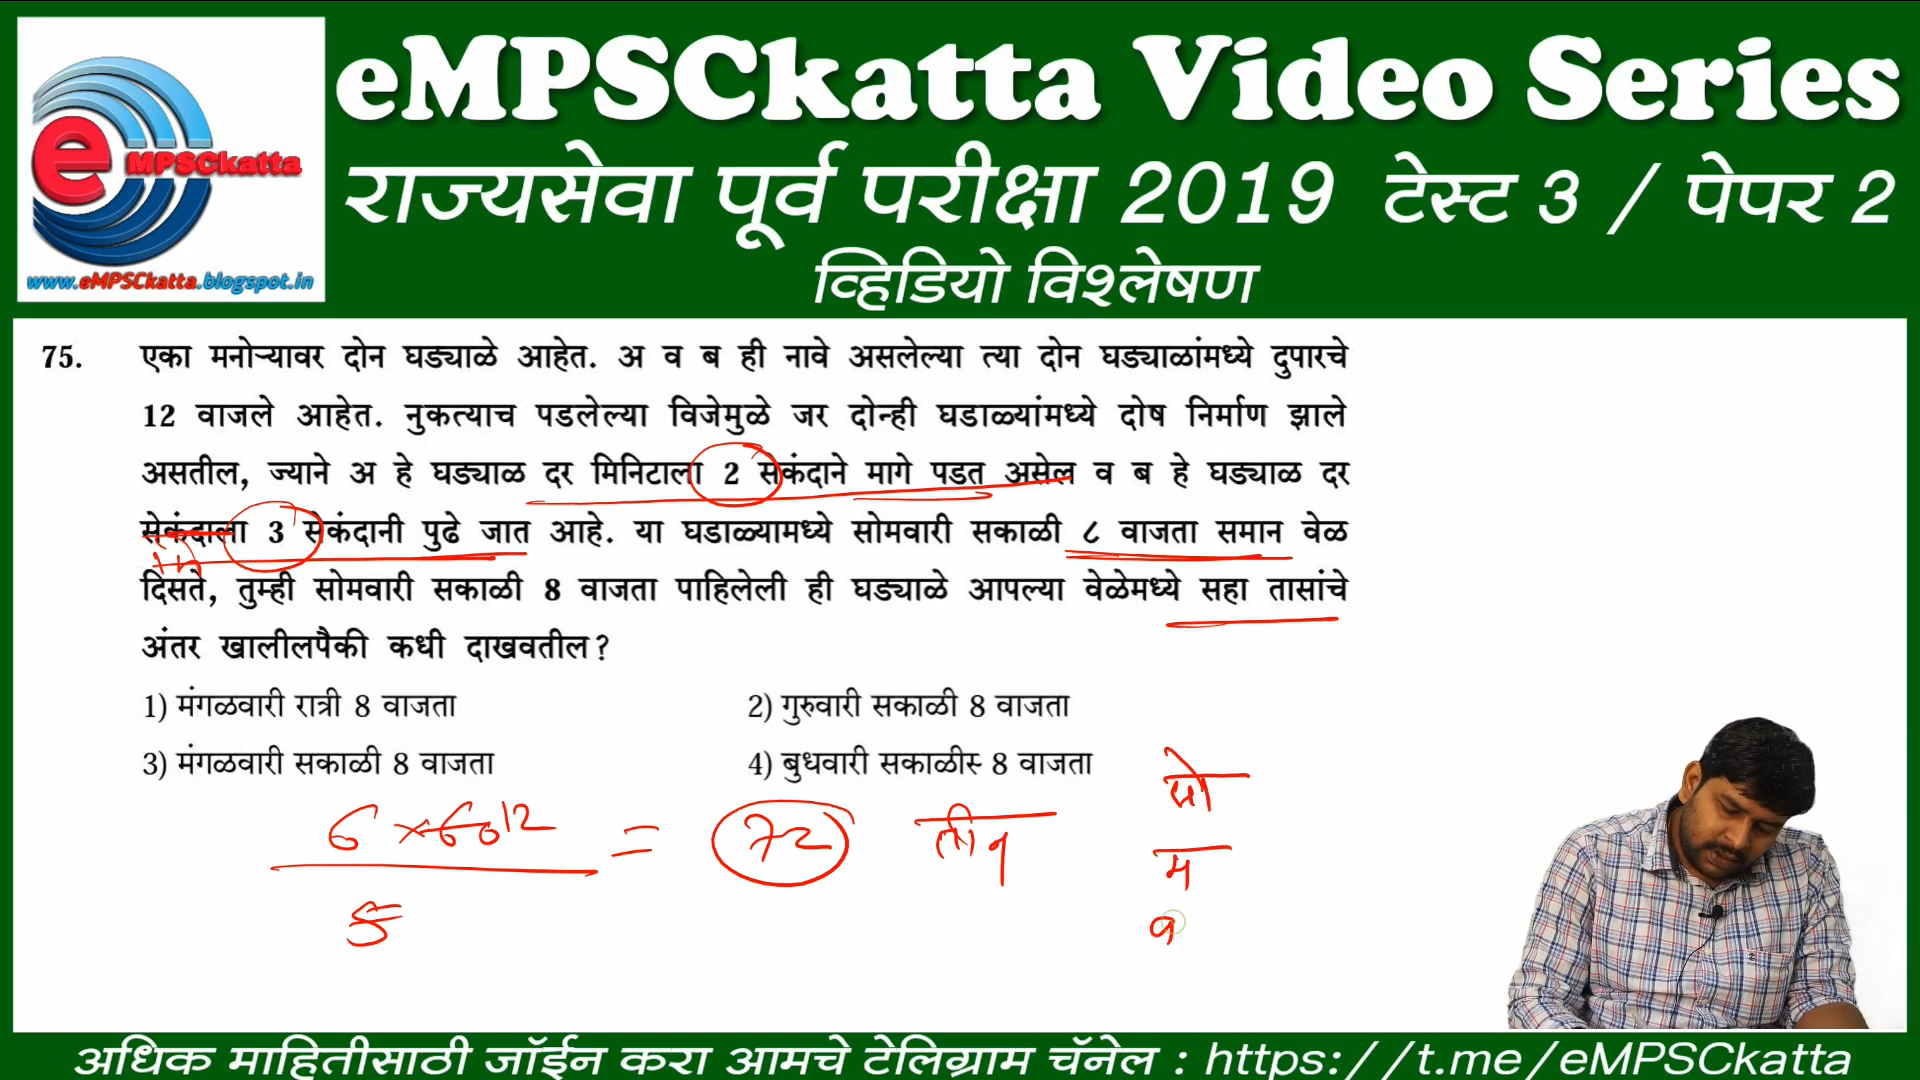 eMPSCkatta Video Series
राज्यसेवा पूर्व परीक्षा 2019 टेस्ट 3 / पेपर 2
व्हिडियो विश्लेषण
e MPSCkatta
www.eMPSCkatta.blogspot.in
75. एका मनोऱ्यावर दोन घड्याळे आहेत. अ व ब ही नावे असलेल्या त्या दोन घड्याळांमध्ये दुपारचे
12 वाजले आहेत. नुकत्याच पडलेल्या विजेमुळे जर दोन्ही घडाळ्यांमध्ये दोष निर्माण झाले
असतील, ज्याने अ हे घड्याळ दर मिनिटाला 2 सकंदाने मागे पडत असेल व ब हे घड्याळ दर
सेकंदाला 3 सेकंदानी पुढे जात आहे. या घडाळ्यामध्ये सोमवारी सकाळी ८ वाजता समान वेळ
दिसते, तुम्ही सोमवारी सकाळी 8 वाजता पाहिलेली ही घड्याळे आपल्या वेळेमध्ये सहा तासांचे
अंतर खालीलपैकी कधी दाखवतील?
1) मंगळवारी रात्री 8 वाजता 2) गुरुवारी सकाळी 8 वाजता
3) मंगळवारी सकाळी 8 वाजता 4) बुधवारी सकाळीस 8 वाजता
6 × 60 12 = 72 तीन
5
सो
म
अधिक माहितीसाठी जॉईन करा आमचे टेलिग्राम चॅनेल : https://t.me/eMPSCkatta